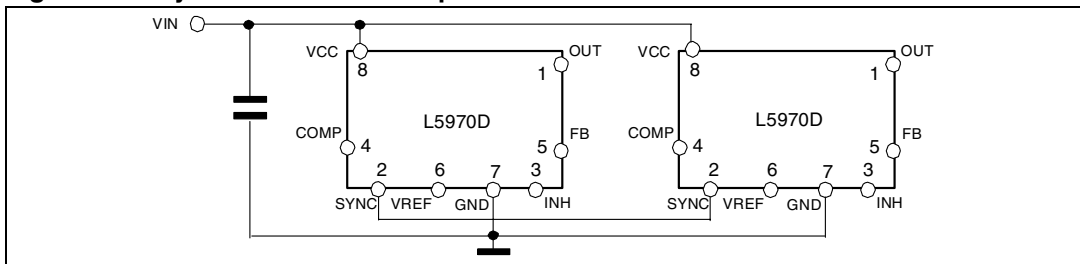 VIN
VCC
8
OUT
1
L5970D
COMP
4
FB
5
2
6
7
3
SYNC
VREF
GND
INH
VCC
8
OUT
1
L5970D
COMP
4
FB
5
2
6
7
3
SYNC
VREF
GND
INH